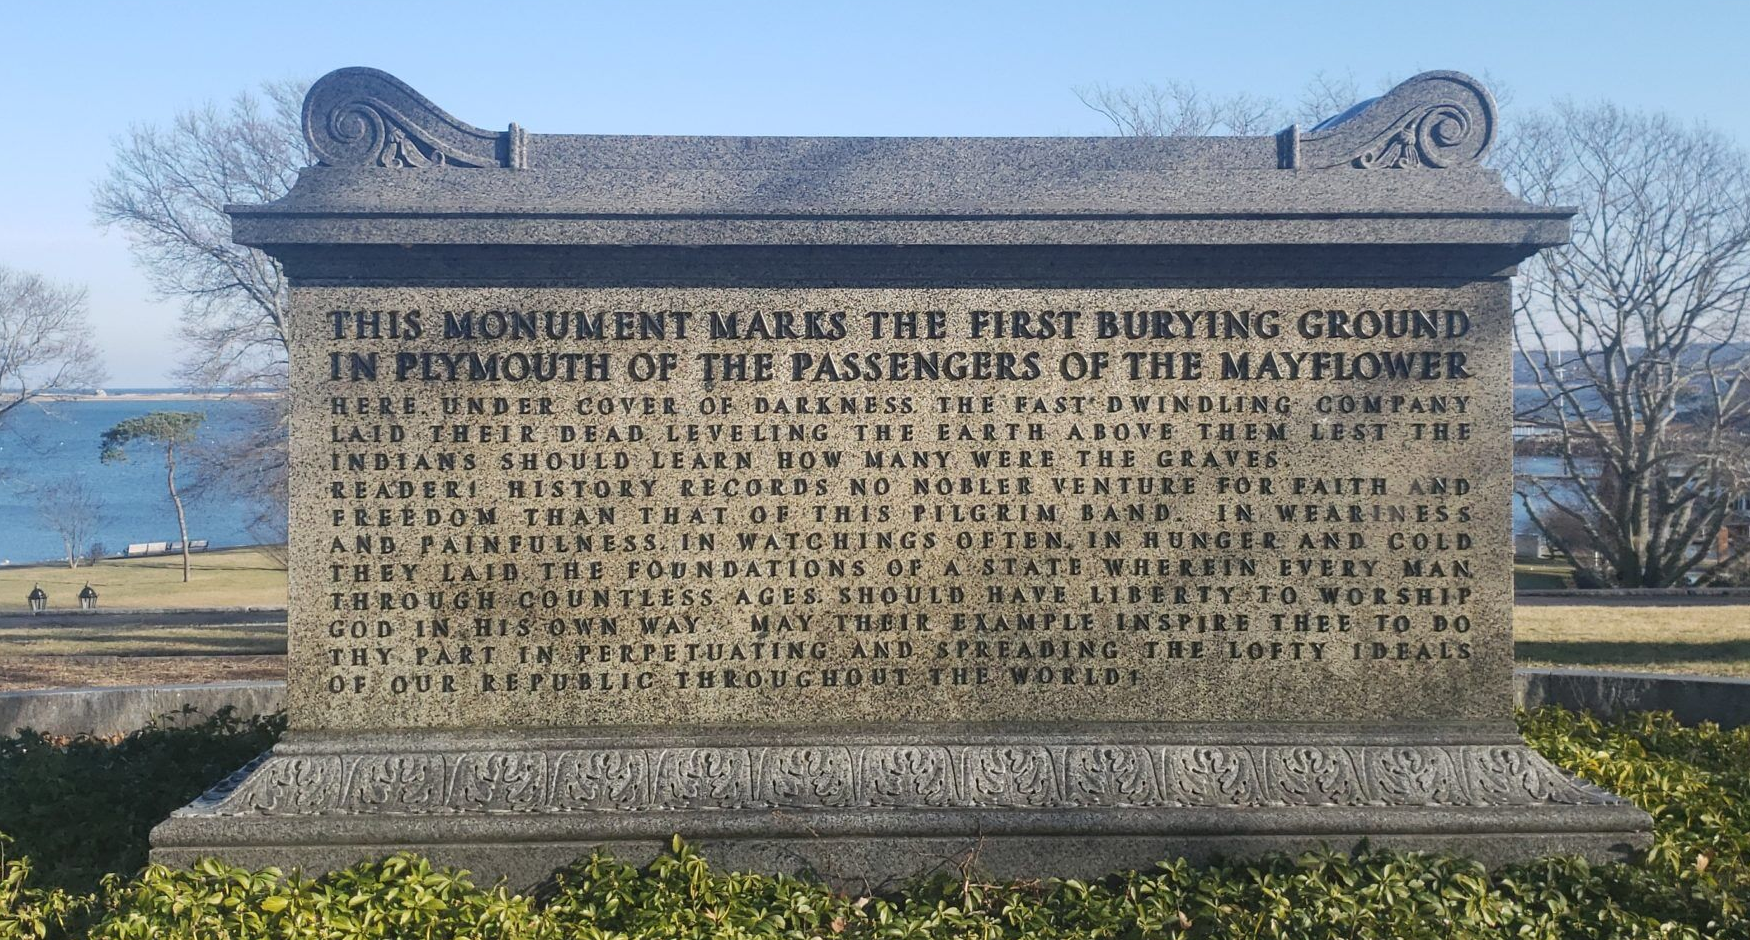 THIS MONUMENT MARKS THE FIRST BURYING GROUND
IN PLYMOUTH OF THE PASSENGERS OF THE MAYFLOWER
HERE, UNDER COVER OF DARKNESS, THE FAST DWINDLING COMPANY
LAID THEIR DEAD, LEVELING THE EARTH ABOVE THEM LEST THE
INDIANS SHOULD LEARN HOW MANY WERE THE GRAVES.
READER! HISTORY RECORDS NO NOBLER VENTURE FOR FAITH AND
FREEDOM THAN THAT OF THIS PILGRIM BAND. IN WEARINESS
AND PAINFULNESS, IN WATCHINGS OFTEN, IN HUNGER AND COLD
THEY LAID THE FOUNDATIONS OF A STATE WHEREIN EVERY MAN
THROUGH COUNTLESS AGES, SHOULD HAVE LIBERTY TO WORSHIP
GOD IN HIS OWN WAY. MAY THEIR EXAMPLE INSPIRE THEE TO DO
THY PART IN PERPETUATING AND SPREADING THE LOFTY IDEALS
OF OUR REPUBLIC THROUGHOUT THE WORLD!